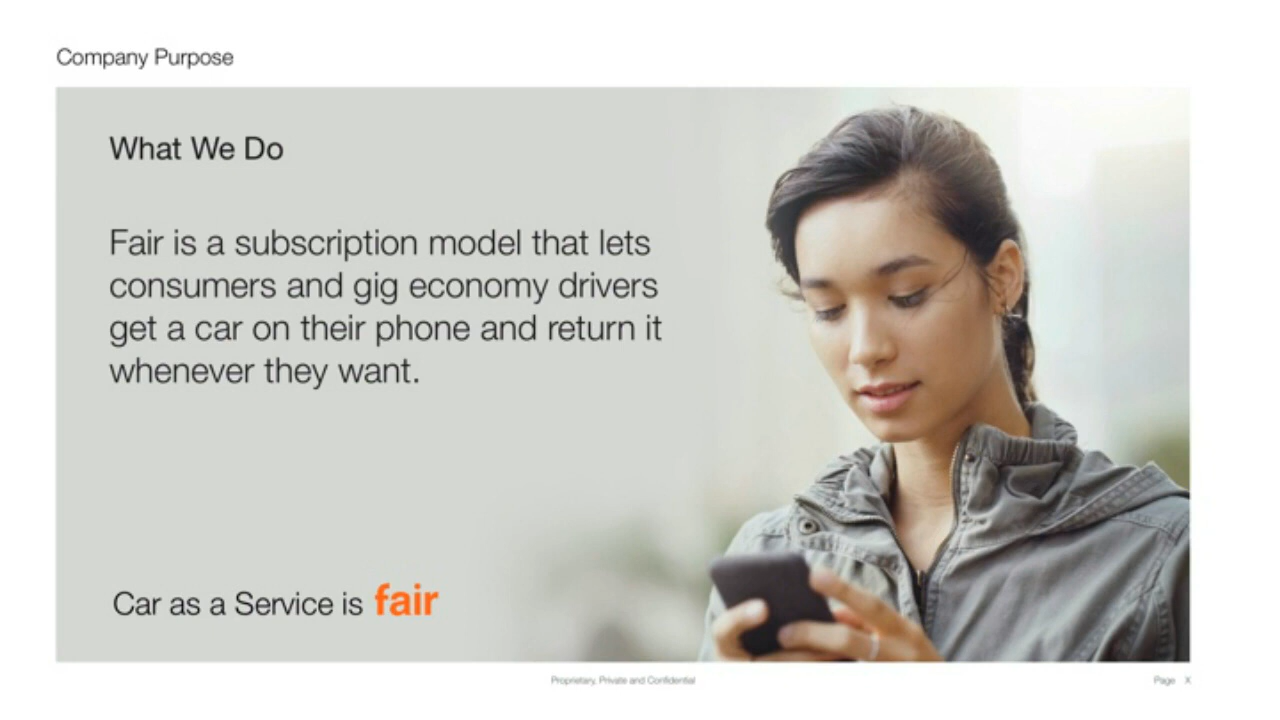 Company Purpose
What We Do
Fair is a subscription model that lets
consumers and gig economy drivers
get a car on their phone and return it
whenever they want.
Car as a Service is fair
Proprietary, Private and Confidential
Page X